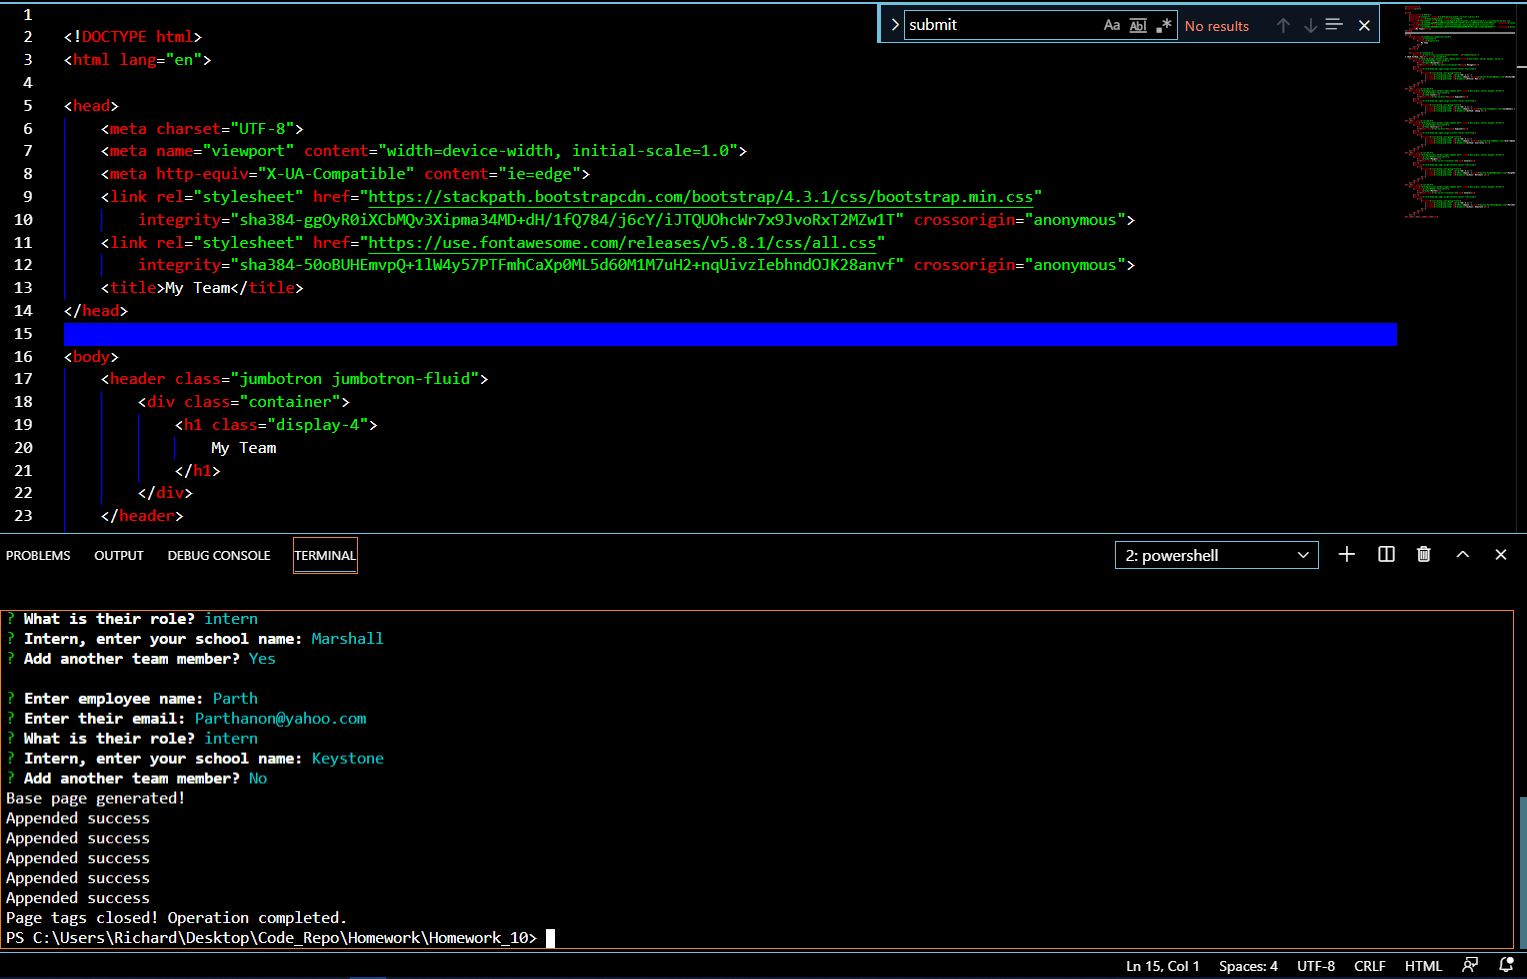 submit Aa Abl .* No results
1
2 <!DOCTYPE html>
3 <html lang="en">
4
5 <head>
6 <meta charset="UTF-8">
7 <meta name="viewport" content="width=device-width, initial-scale=1.0">
8 <meta http-equiv="X-UA-Compatible" content="ie=edge">
9 <link rel="stylesheet" href="https://stackpath.bootstrapcdn.com/bootstrap/4.3.1/css/bootstrap.min.css"
10 integrity="sha384-ggOyR0iXCbMQv3Xipma34MD+dH/1fQ784/j6cY/iJTQUOhcWr7x9JvoRxT2MZw1T" crossorigin="anonymous">
11 <link rel="stylesheet" href="https://use.fontawesome.com/releases/v5.8.1/css/all.css"
12 integrity="sha384-50oBUHEmvpQ+1lW4y57PTFmhCaXp0ML5d60M1M7uH2+nqUivzIebhndOJK28anvf" crossorigin="anonymous">
13 <title>My Team</title>
14 </head>
15
16 <body>
17 <header class="jumbotron jumbotron-fluid">
18 <div class="container">
19 <h1 class="display-4">
20 My Team
21 </h1>
22 </div>
23 </header>
PROBLEMS OUTPUT DEBUG CONSOLE TERMINAL 2: powershell
? What is their role? intern
? Intern, enter your school name: Marshall
? Add another team member? Yes
? Enter employee name: Parth
? Enter their email: Parthanon@yahoo.com
? What is their role? intern
? Intern, enter your school name: Keystone
? Add another team member? No
Base page generated!
Appended success
Appended success
Appended success
Appended success
Appended success
Page tags closed! Operation completed.
PS C:\Users\Richard\Desktop\Code_Repo\Homework\Homework_10>
Ln 15, Col 1 Spaces: 4 UTF-8 CRLF HTML